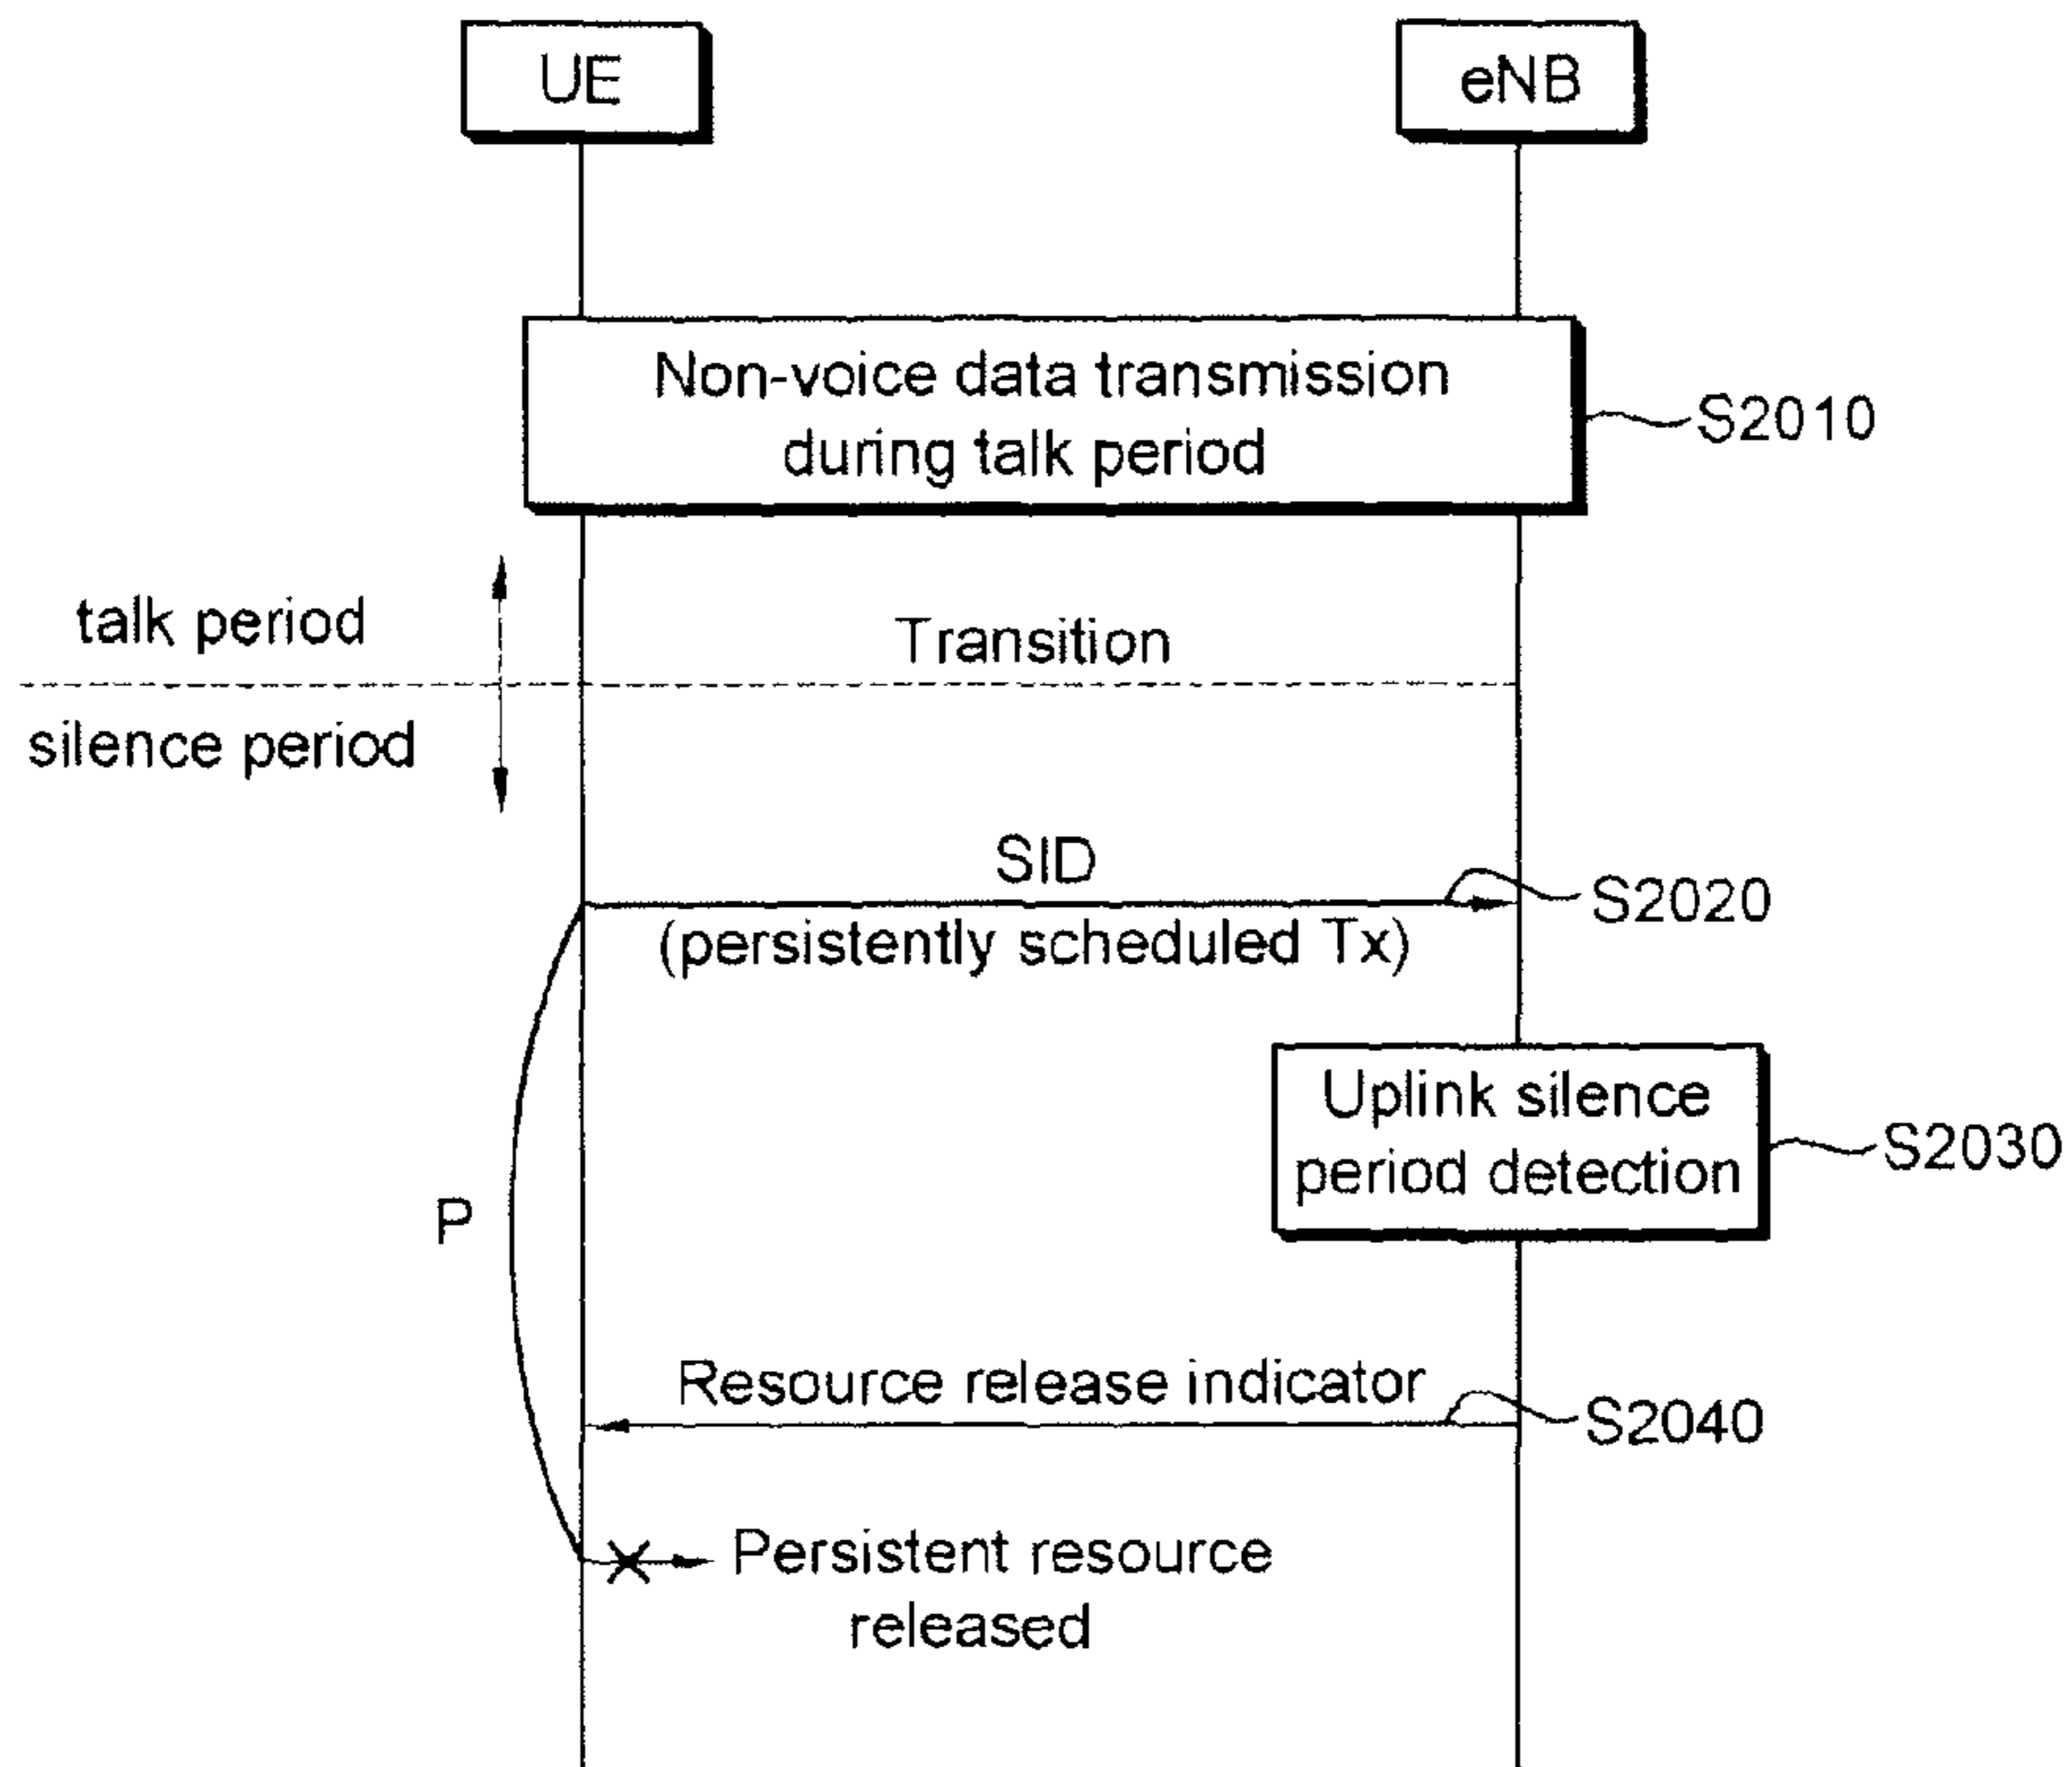 UE
eNB
Non-voice data transmission
during talk period
S2010
talk period
Transition
silence period
SID
S2020
(persistently scheduled Tx)
Uplink silence
period detection
S2030
P
Resource release indicator
S2040
Persistent resource
released